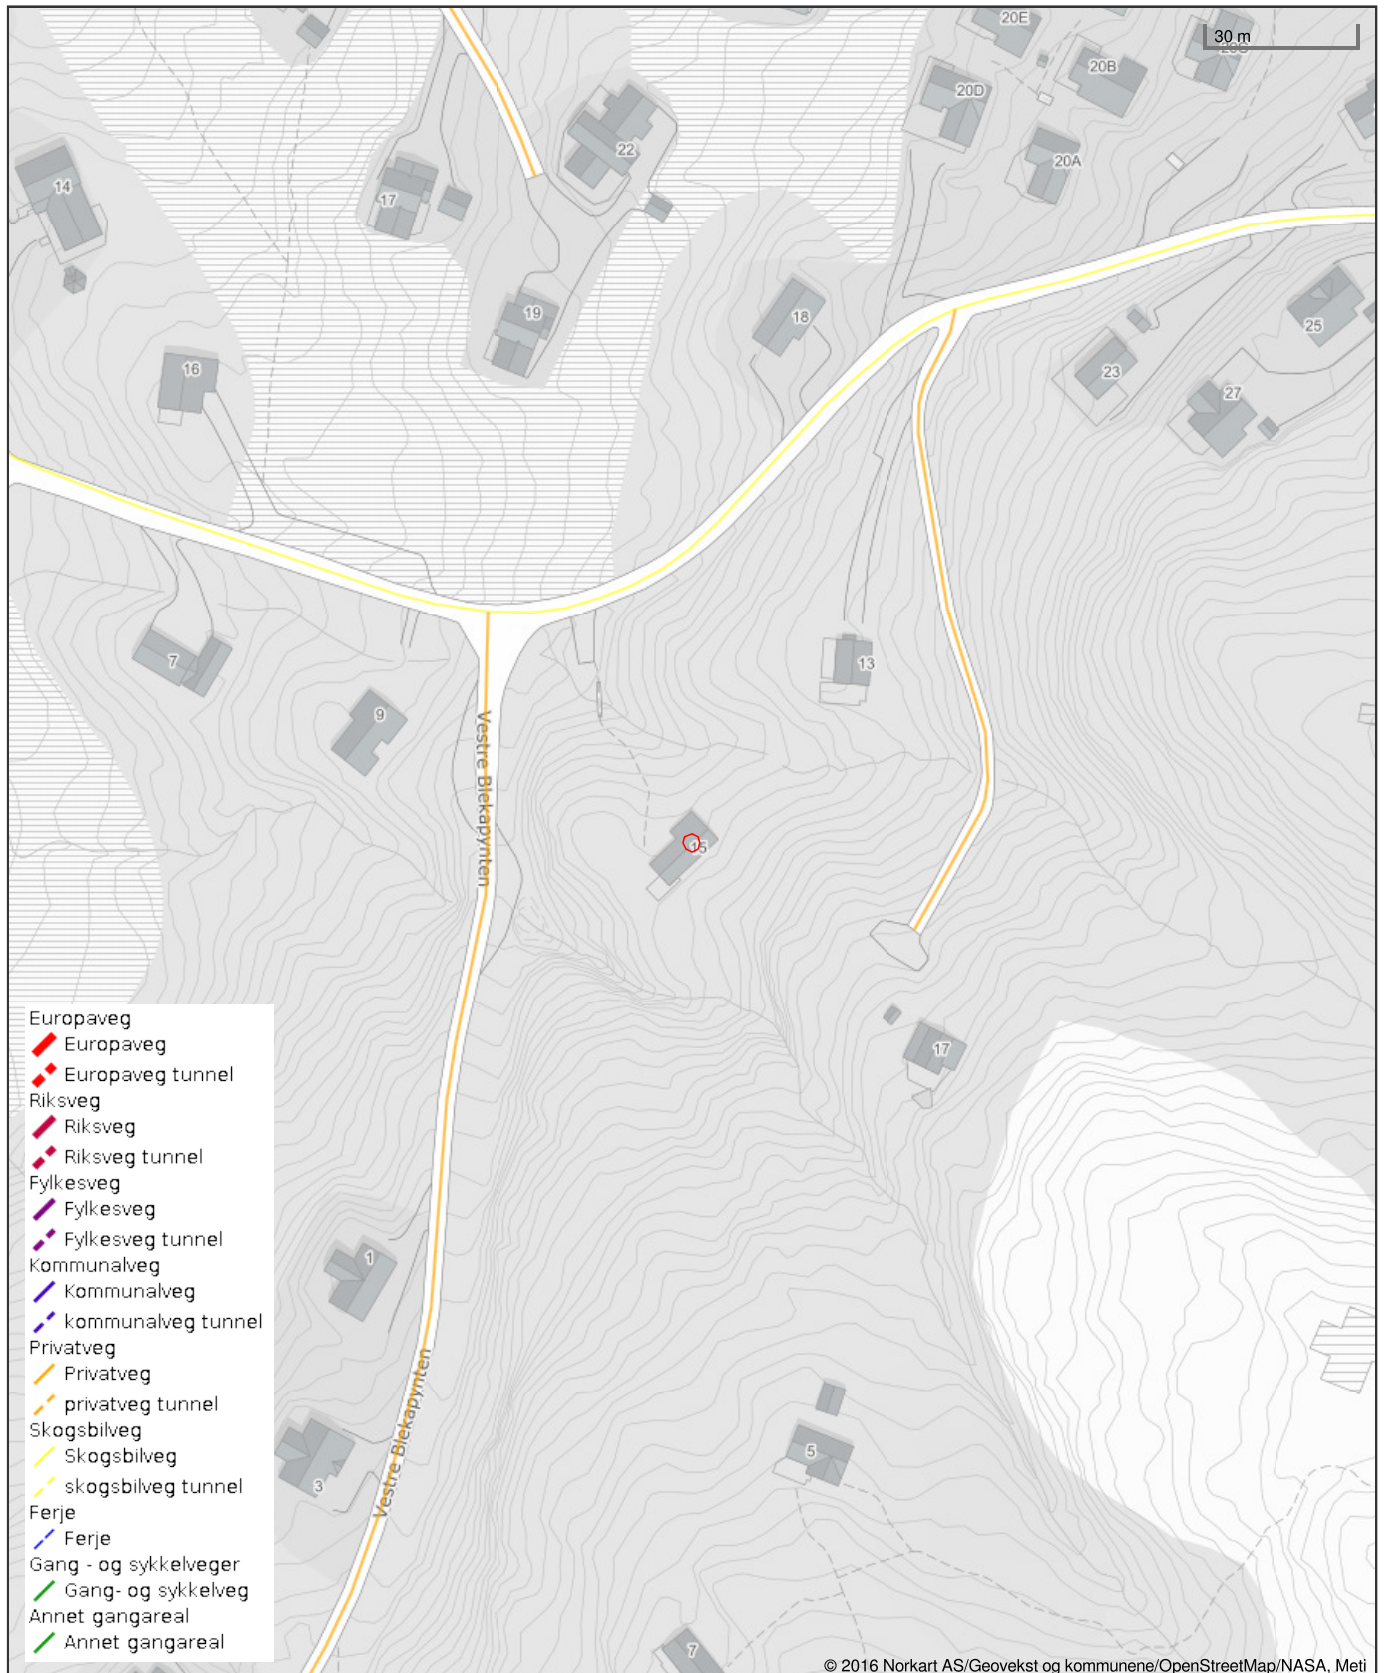 20E
30 m
20B
20D
22
20A
14
17
19
18
25
16
23
27
13
7
9
Vestre Blekapynten
15
17
Europaveg
Europaveg
Europaveg tunnel
Riksveg
Riksveg
Riksveg tunnel
Fylkesveg
Fylkesveg
Fylkesveg tunnel
Kommunalveg
Kommunalveg
kommunalveg tunnel
Privatveg
Privatveg
privatveg tunnel
Skogsbilveg
Skogsbilveg
skogsbilveg tunnel
Ferje
Ferje
Gang - og sykkelveger
Gang- og sykkelveg
Annet gangareal
Annet gangareal
1
Vestre Blekapynten
5
3
7
© 2016 Norkart AS/Geovekst og kommunene/OpenStreetMap/NASA, Meti